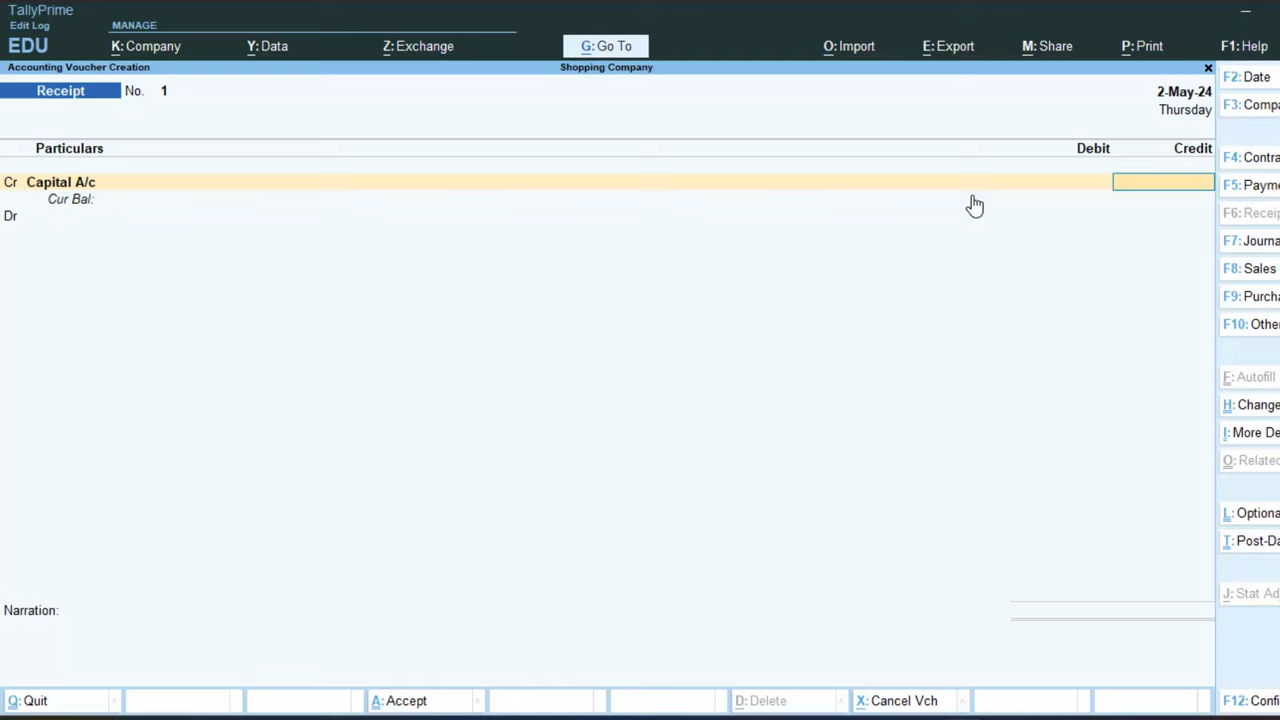 TallyPrime
Edit Log
MANAGE
EDU
K: Company
Y: Data
Z: Exchange
G: Go To
O: Import
E: Export
M: Share
P: Print
F1: Help
Accounting Voucher Creation
Shopping Company
Receipt No. 1
2-May-24
Thursday
Particulars Debit Credit
Cr Capital A/c
Cur Bal:
Dr
Narration:
F2: Date
F3: Compa
F4: Contra
F5: Payme
F6: Receip
F7: Journa
F8: Sales
F9: Purcha
F10: Othe
F: Autofill
H: Change
I: More De
O: Related
L: Optiona
T: Post-Da
J: Stat Adj
Q: Quit
A: Accept
D: Delete
X: Cancel Vch
F12: Confi